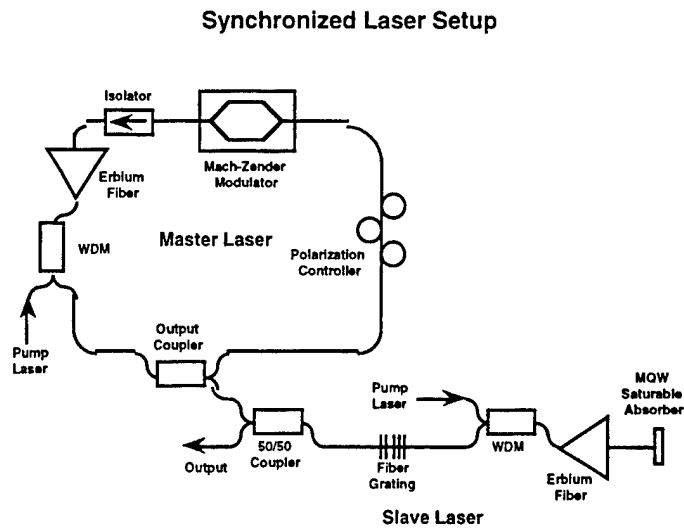 Synchronized Laser Setup
Isolator
Mach-Zender
Modulator
Erbium
Fiber
WDM
Master Laser
Polarization
Controller
Pump
Laser
Output
Coupler
Pump
Laser
MQW
Saturable
Absorber
Output
50/50
Coupler
Fiber
Grating
WDM
Erbium
Fiber
Slave Laser